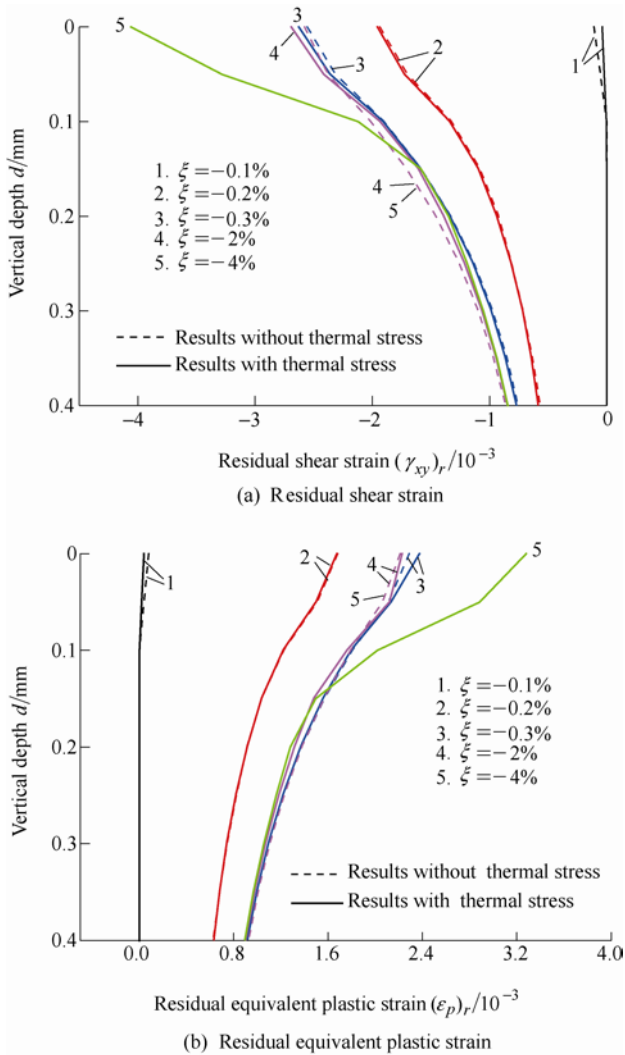 5
3
4
3
2
1
0
0.1
0.2
0.3
0.4
Vertical depth d/mm
1. ξ=−0.1%
2. ξ=−0.2%
3. ξ=−0.3%
4. ξ=−2%
5. ξ=−4%
4
5
Results without thermal stress
Results with thermal stress
−4 −3 −2 −1 0
Residual shear strain (γxy)r/10−3
(a) Residual shear strain
0
0.1
0.2
0.3
0.4
Vertical depth d/mm
1
2
4
5
3
5
1. ξ=−0.1%
2. ξ=−0.2%
3. ξ=−0.3%
4. ξ=−2%
5. ξ=−4%
Results without thermal stress
Results with thermal stress
0.0 0.8 1.6 2.4 3.2 4.0
Residual equivalent plastic strain (εp)r/10−3
(b) Residual equivalent plastic strain